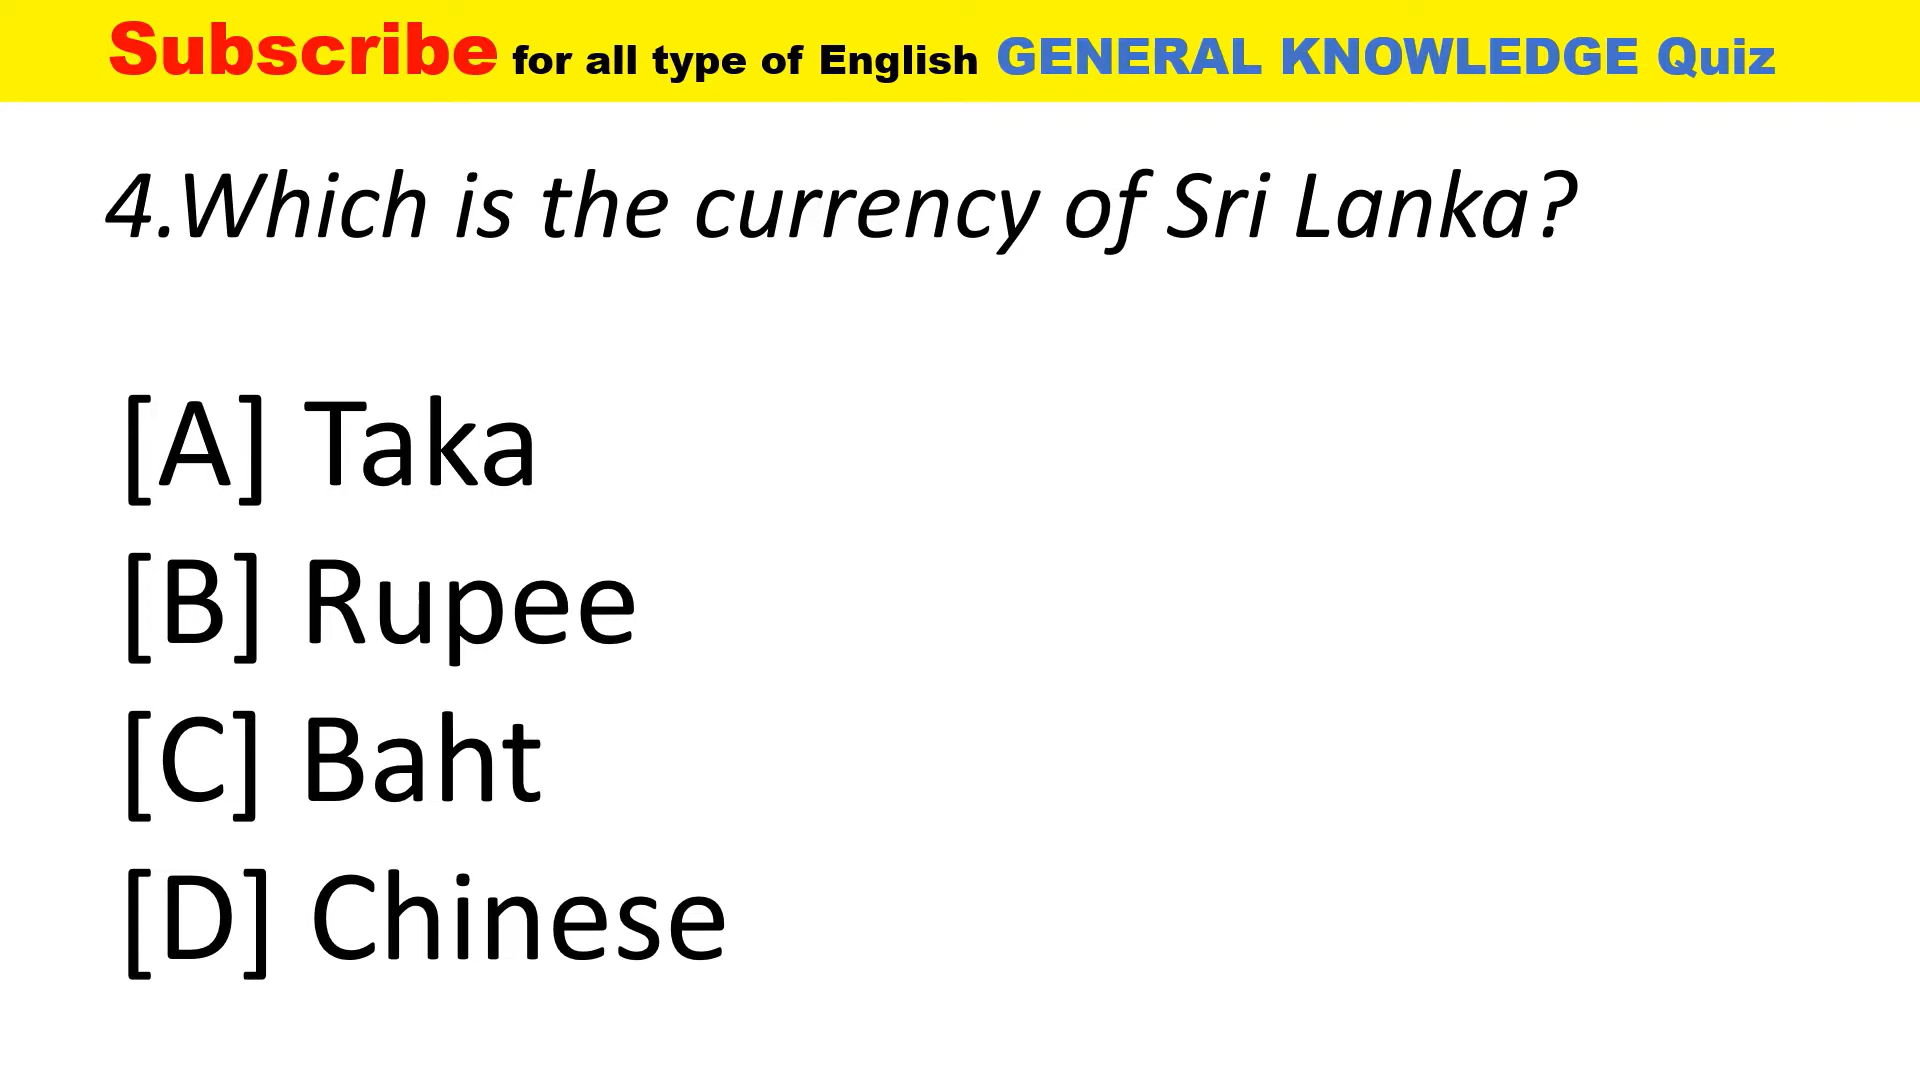 Subscribe for all type of English GENERAL KNOWLEDGE Quiz
4.Which is the currency of Sri Lanka?
[A] Taka
[B] Rupee
[C] Baht
[D] Chinese